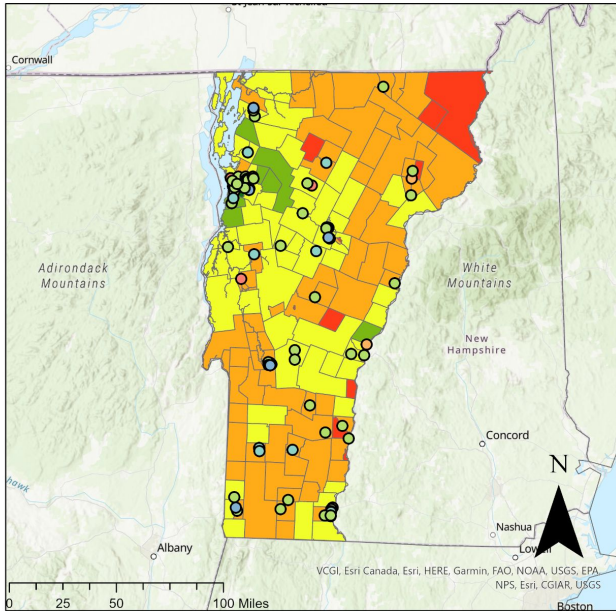 Cornwall
Adirondack
Mountains
White
Mountains
New
Hampshire
Concord
N
Nashua
Albany
VCGI, Esri Canada, Esri, HERE, Garmin, FAO, NOAA, USGS, EPA,
NPS, Esri, CGIAR, USGS
Boston
0 25 50 100 Miles